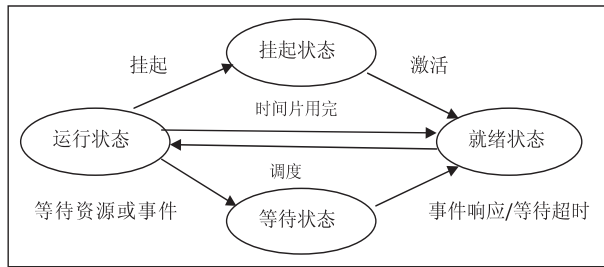 挂起状态
挂起
激活
时间片用完
运行状态
就绪状态
调度
等待资源或事件
等待状态
事件响应/等待超时